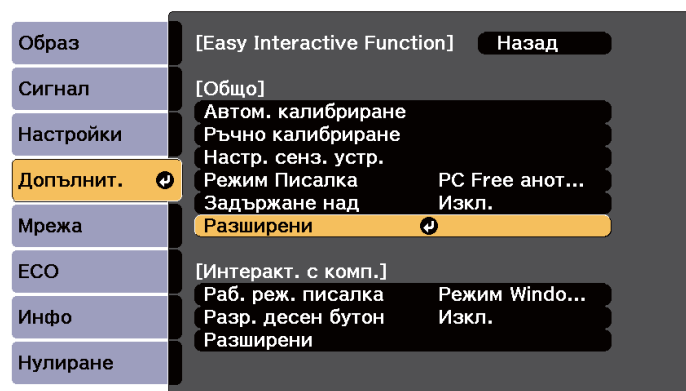 Образ
Сигнал
Настройки
Допълнит.
Мрежа
ECO
Инфо
Нулиране
[Easy Interactive Function] Назад
[Общо]
Автом. калибриране
Ръчно калибриране
Настр. сенз. устр.
Режим Писалка PC Free анот...
Задържане над Изкл.
Разширени
[Интеракт. с комп.]
Раб. реж. писалка Режим Windo...
Разр. десен бутон Изкл.
Разширени